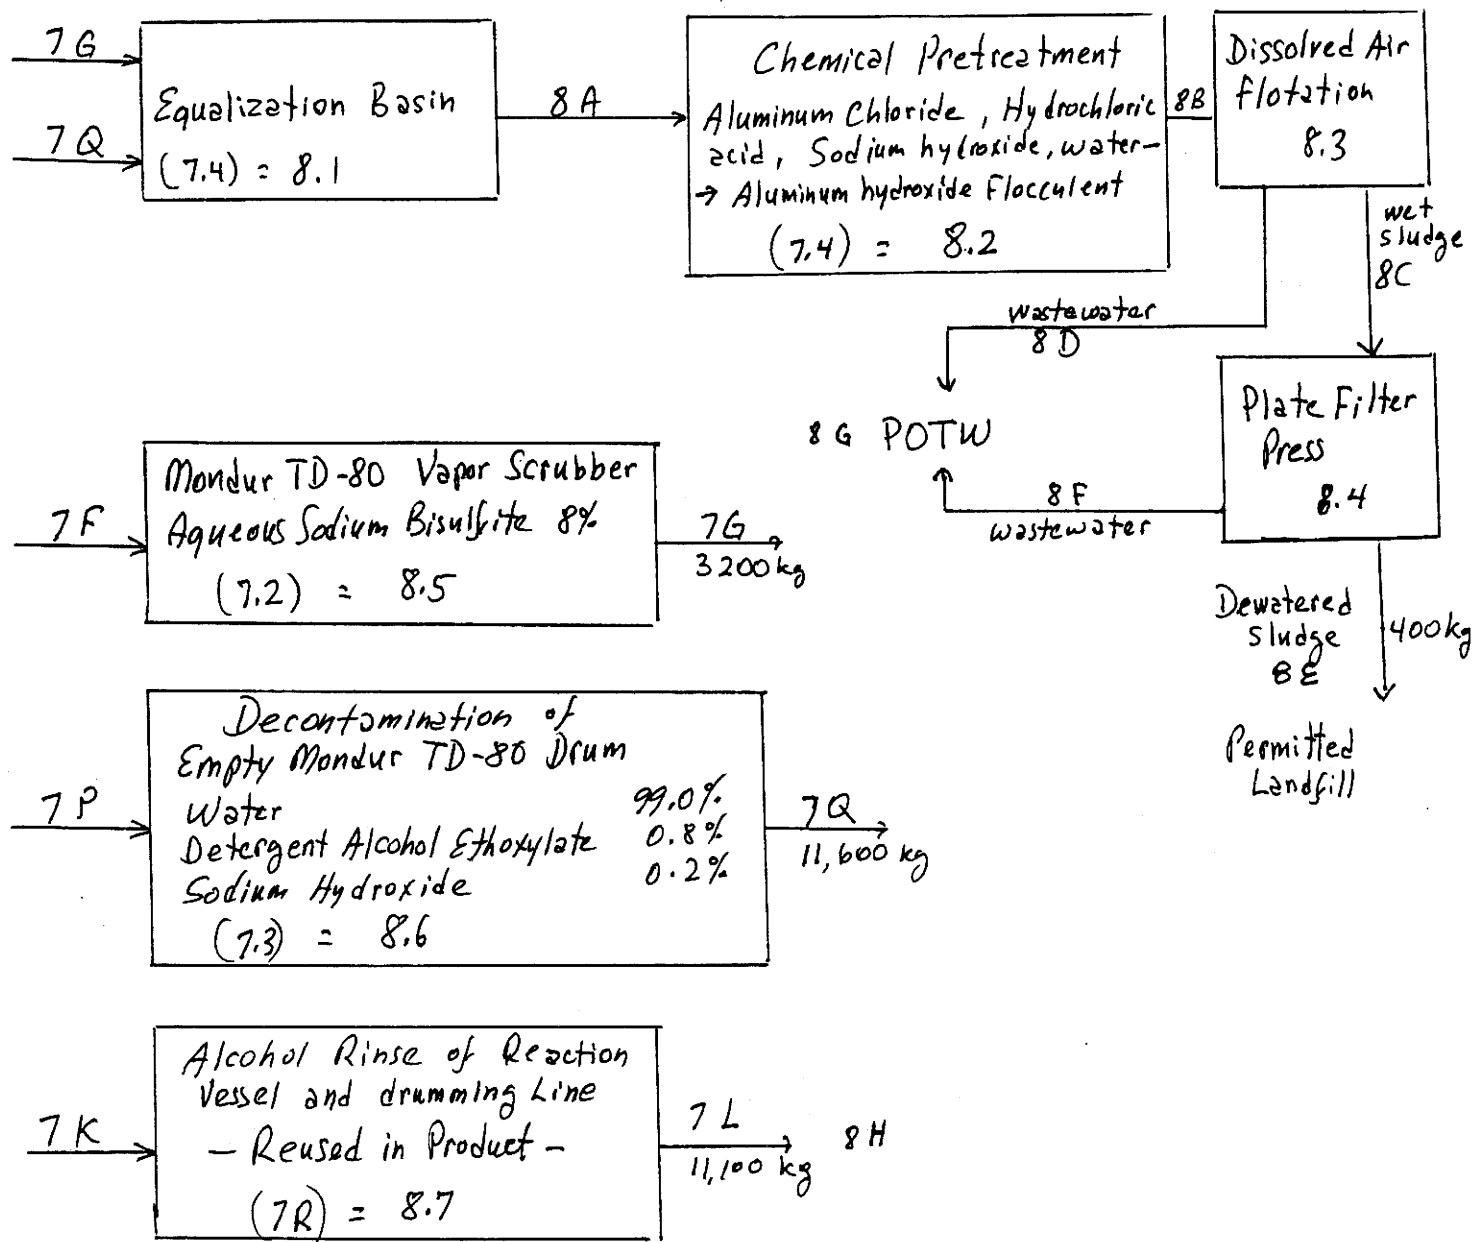 7G
7Q
Equalization Basin
(7.4) = 8.1
8A
Chemical Pretreatment
Aluminum Chloride, Hydrochloric
acid, Sodium hydroxide, water–
→ Aluminum hydroxide Flocculent
(7.4) = 8.2
8B
Dissolved Air
flotation
8.3
wet
sludge
8C
wastewater
8D
8G POTW
8F
wastewater
Plate Filter
Press
8.4
Dewatered
sludge
8E
400kg
Permitted
Landfill
7F
Mondur TD-80 Vapor Scrubber
Aqueous Sodium Bisulfite 8%
(7.2) = 8.5
7G
3200kg
7P
Decontamination of
Empty Mondur TD-80 Drum
Water 99.0%
Detergent Alcohol Ethoxylate 0.8%
Sodium Hydroxide 0.2%
(7.3) = 8.6
7Q
11,600 kg
7K
Alcohol Rinse of Reaction
Vessel and drumming Line
– Reused in Product –
(7R) = 8.7
7L
11,100 kg
8H